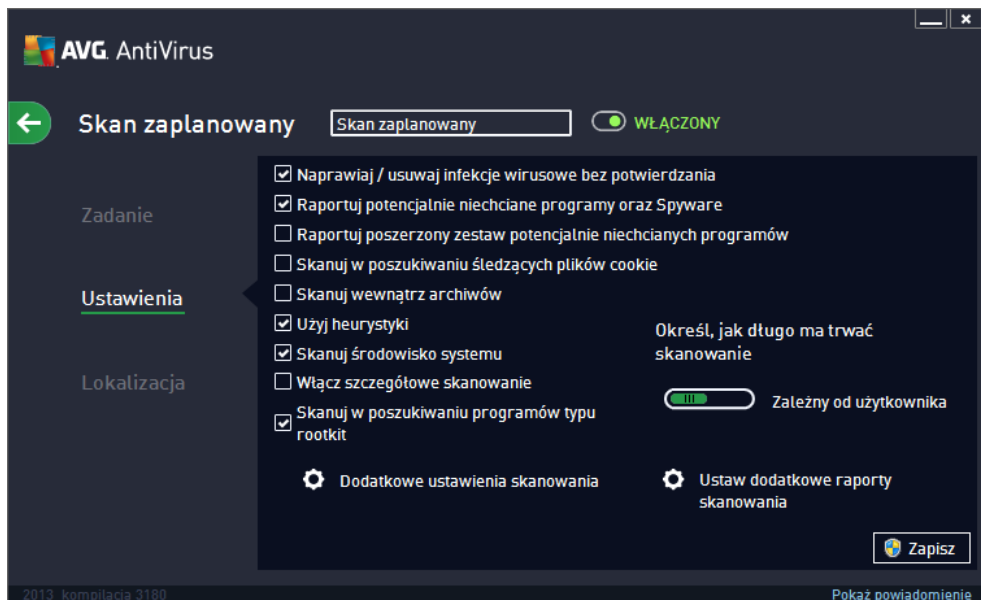 AVG. AntiVirus
Skan zaplanowany
Skan zaplanowany
WŁĄCZONY
Zadanie
Ustawienia
Lokalizacja
Naprawiaj / usuwaj infekcje wirusowe bez potwierdzania
Raportuj potencjalnie niechciane programy oraz Spyware
Raportuj poszerzony zestaw potencjalnie niechcianych programów
Skanuj w poszukiwaniu śledzących plików cookie
Skanuj wewnątrz archiwów
Użyj heurystyki
Skanuj środowisko systemu
Włącz szczegółowe skanowanie
Skanuj w poszukiwaniu programów typu
rootkit
Określ, jak długo ma trwać
skanowanie
Zależny od użytkownika
Dodatkowe ustawienia skanowania
Ustaw dodatkowe raporty
skanowania
Zapisz
2013 kompilacja 3180
Pokaż powiadomienie